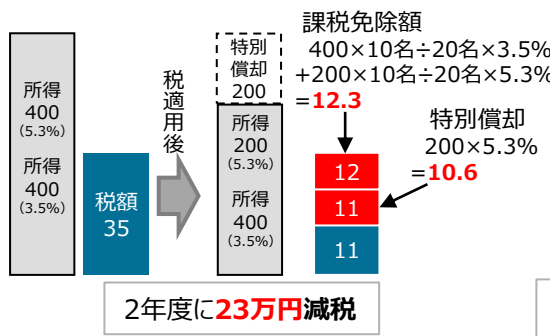 所得
400
(5.3%)
所得
400
(3.5%)
税額
35
税適用後
特別
償却
200
所得
200
(5.3%)
所得
400
(3.5%)
課税免除額
400×10名÷20名×3.5%
+200×10名÷20名×5.3%
=12.3
特別償却
200×5.3%
=10.6
12
11
11
2年度に23万円減税